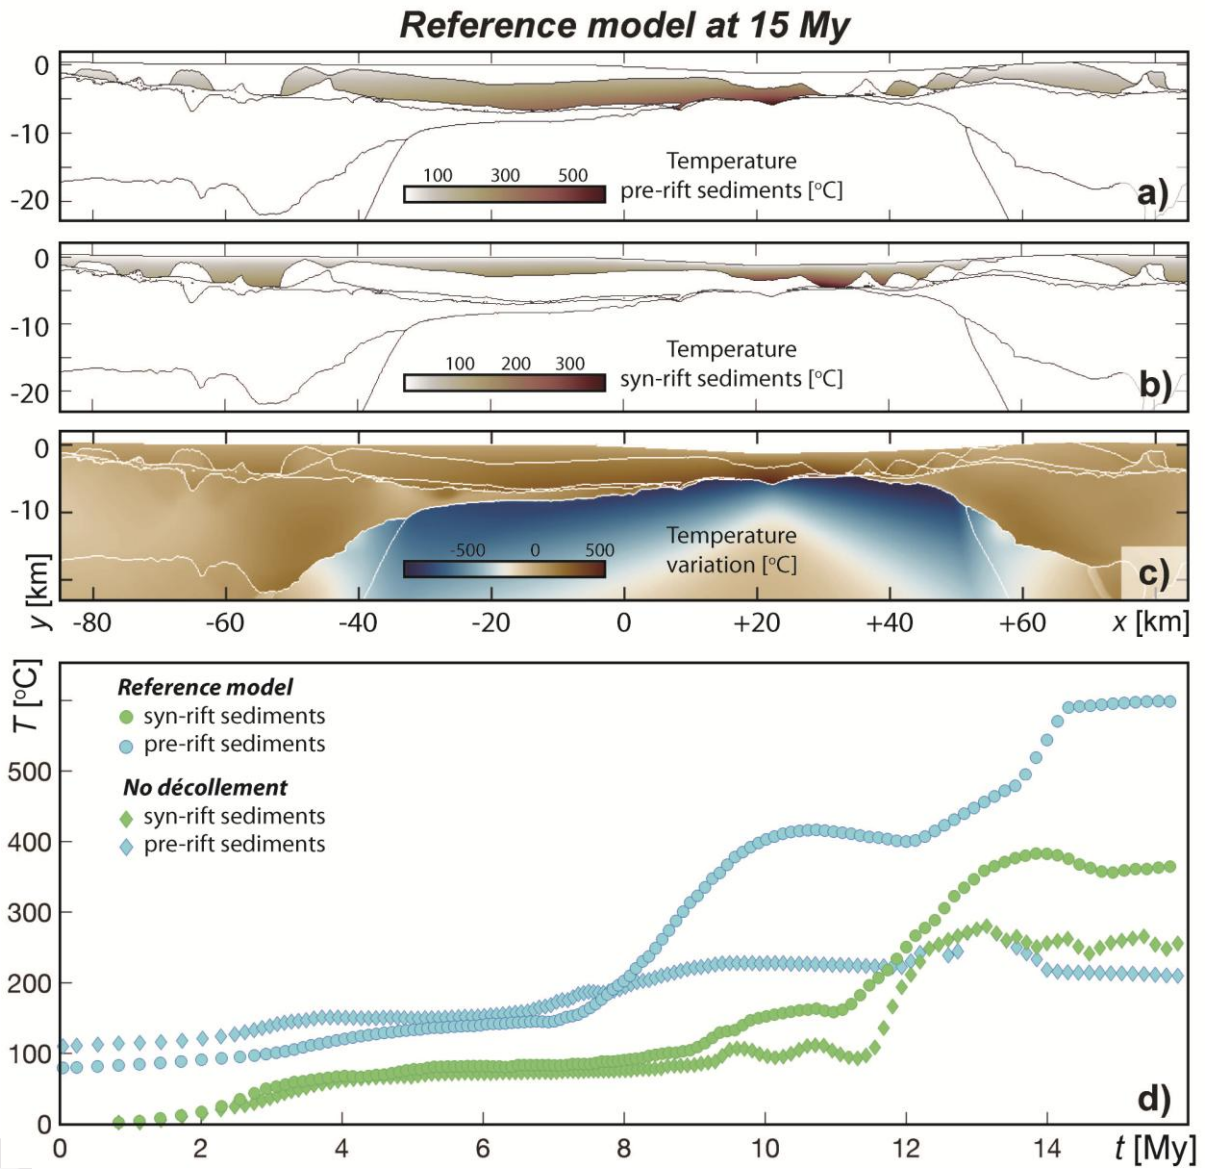 Reference model at 15 My
0
-10
-20
100 300 500
Temperature
pre-rift sediments [°C]
a)
0
-10
-20
100 200 300
Temperature
syn-rift sediments [°C]
b)
0
-10
y [km]
-500 0 500
Temperature
variation [°C]
c)
-80 -60 -40 -20 0 +20 +40 +60 x [km]
T [°C]
500
400
300
200
100
0
Reference model
syn-rift sediments
pre-rift sediments
No décollement
syn-rift sediments
pre-rift sediments
d)
0 2 4 6 8 10 12 14 t [My]